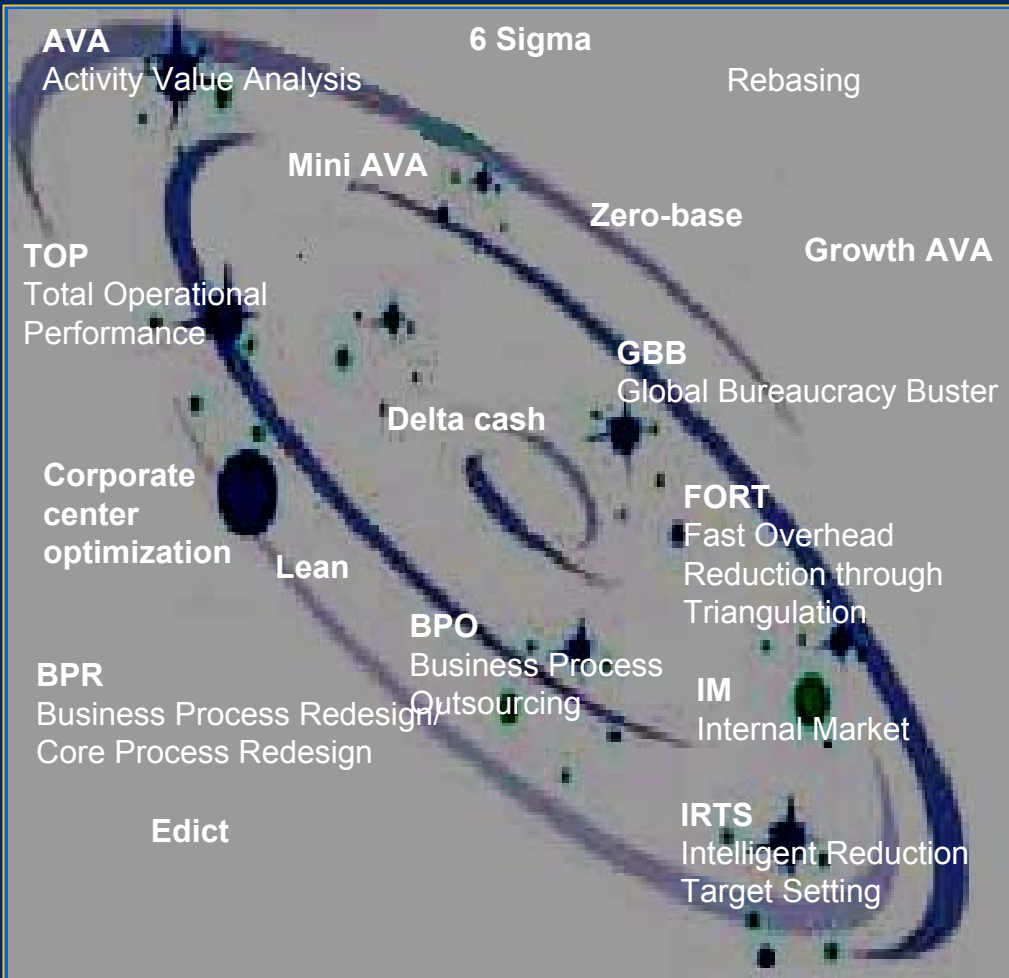 AVA
Activity Value Analysis
6 Sigma
Rebasing
Mini AVA
Zero-base
Growth AVA
TOP
Total Operational
Performance
GBB
Global Bureaucracy Buster
Delta cash
Corporate
center
optimization
FORT
Fast Overhead
Reduction through
Triangulation
Lean
BPO
Business Process
Outsourcing
BPR
Business Process Redesign/
Core Process Redesign
IM
Internal Market
Edict
IRTS
Intelligent Reduction
Target Setting